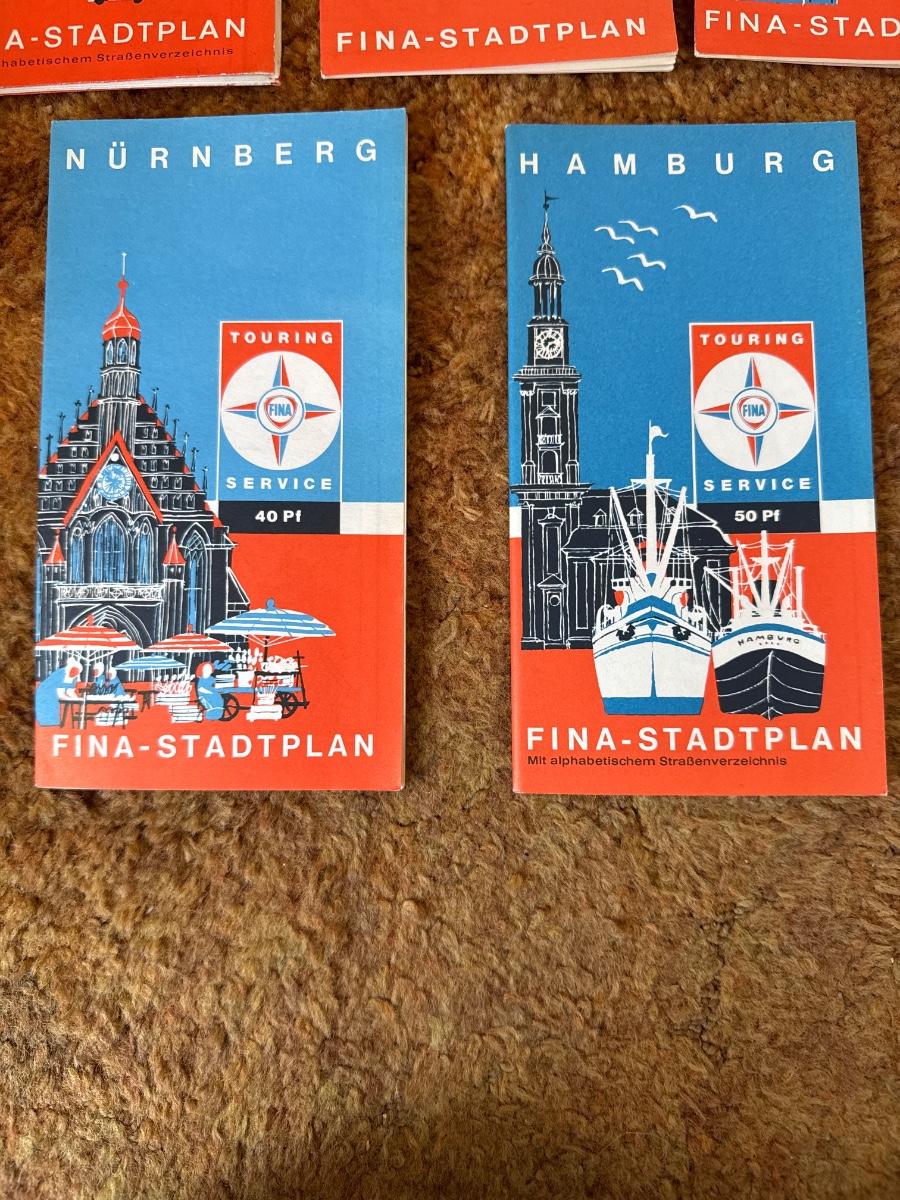 A-STADTPLAN
habetischem Straßenverzeichnis
FINA-STADTPLAN
FINA-STAD
NÜRNBERG
TOURING
FINA
SERVICE
40 Pf
FINA-STADTPLAN
HAMBURG
TOURING
FINA
SERVICE
50 Pf
HAMBURG
FINA-STADTPLAN
Mit alphabetischem Straßenverzeichnis